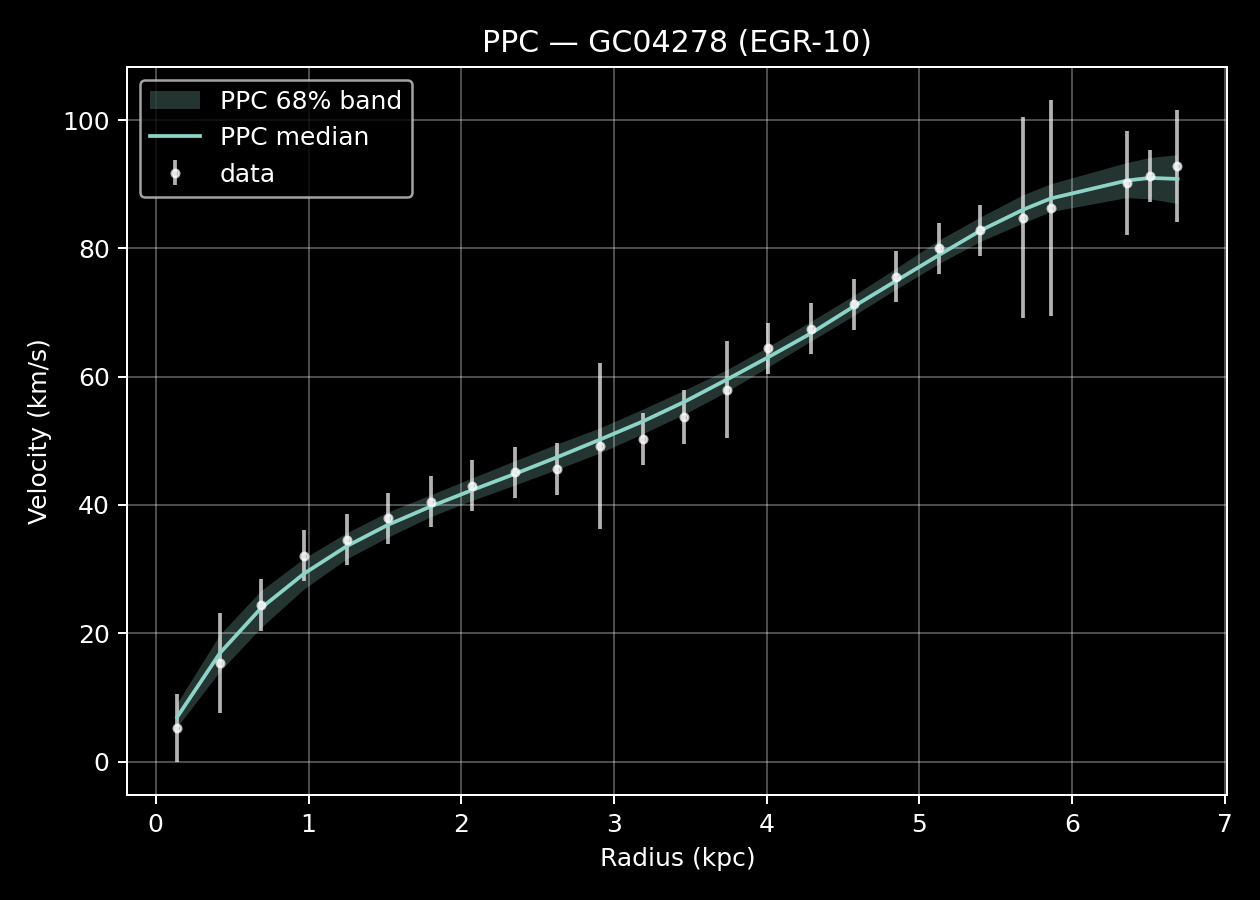 PPC — GC04278 (EGR-10)
PPC 68% band
PPC median
data
100
80
60
40
20
0
Velocity (km/s)
0 1 2 3 4 5 6 7
Radius (kpc)